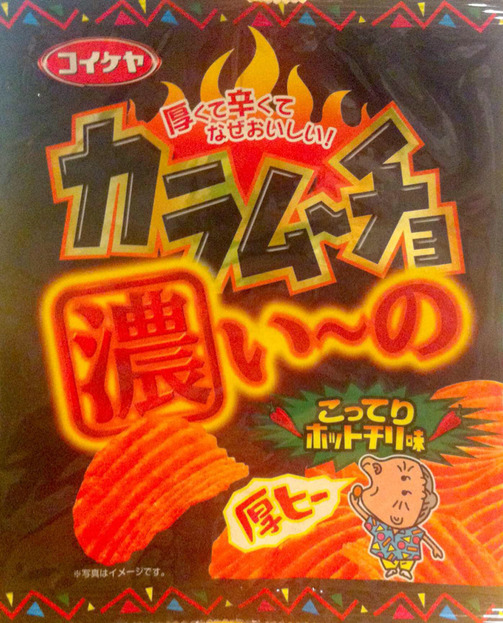 コイケヤ
厚くて辛くて
なぜおいしい!
カラム〜チョ
濃い〜の
こってり
ホットチリ味
厚ヒー
※写真はイメージです。